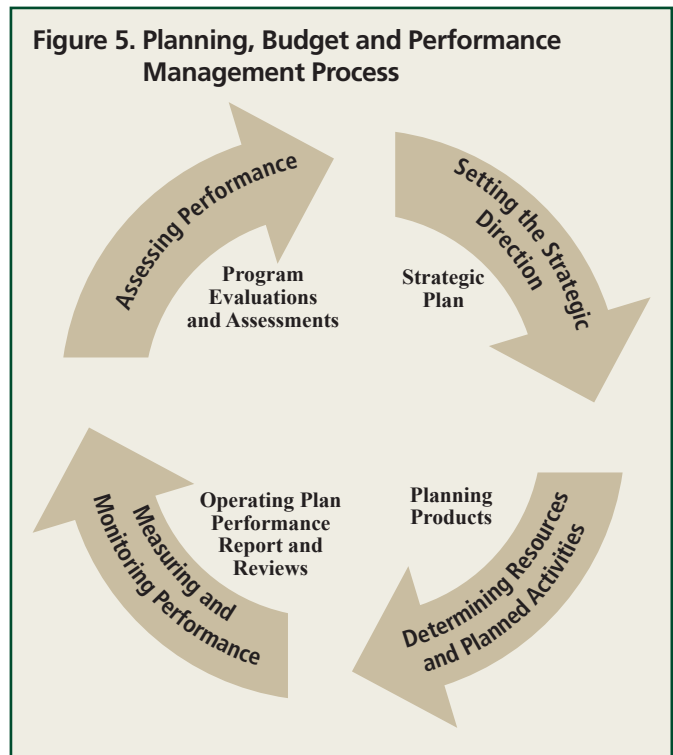 Figure 5. Planning, Budget and Performance
Management Process
Assessing Performance
Program
Evaluations
and Assessments
Setting the Strategic
Direction
Strategic
Plan
Measuring and
Monitoring Performance
Operating Plan
Performance
Report and
Reviews
Planning
Products
Determining Resources
and Planned Activities